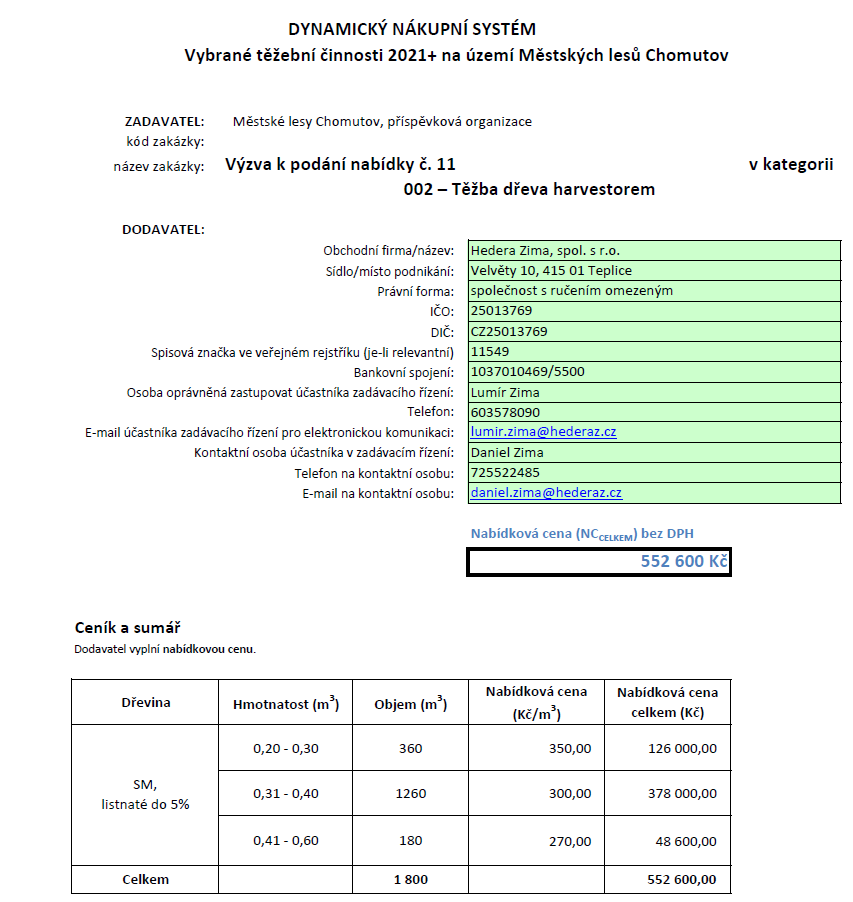 DYNAMICKÝ NÁKUPNÍ SYSTÉM
Vybrané těžební činnosti 2021+ na území Městských lesů Chomutov
ZADAVATEL: Městské lesy Chomutov, příspěvková organizace
kód zakázky:
název zakázky: Výzva k podání nabídky č. 11 v kategorii
002 – Těžba dřeva harvestorem
DODAVATEL:
Obchodní firma/název: Hedera Zima, spol. s r.o.
Sídlo/místo podnikání: Velvěty 10, 415 01 Teplice
Právní forma: společnost s ručením omezeným
IČO: 25013769
DIČ: CZ25013769
Spisová značka ve veřejném rejstříku (je-li relevantní) 11549
Bankovní spojení: 1037010469/5500
Osoba oprávněná zastupovat účastníka zadávacího řízení: Lumír Zima
Telefon: 603578090
E-mail účastníka zadávacího řízení pro elektronickou komunikaci: lumir.zima@hederaz.cz
Kontaktní osoba účastníka v zadávacím řízení: Daniel Zima
Telefon na kontaktní osobu: 725522485
E-mail na kontaktní osobu: daniel.zima@hederaz.cz
Nabídková cena (NCCELKEM) bez DPH
552 600 Kč
Ceník a sumář
Dodavatel vyplní nabídkovou cenu.
Dřevina Hmotnatost (m3) Objem (m3) Nabídková cena (Kč/m3) Nabídková cena celkem (Kč)
SM, listnaté do 5%
0,20 - 0,30 360 350,00 126 000,00
0,31 - 0,40 1260 300,00 378 000,00
0,41 - 0,60 180 270,00 48 600,00
Celkem 1 800 552 600,00